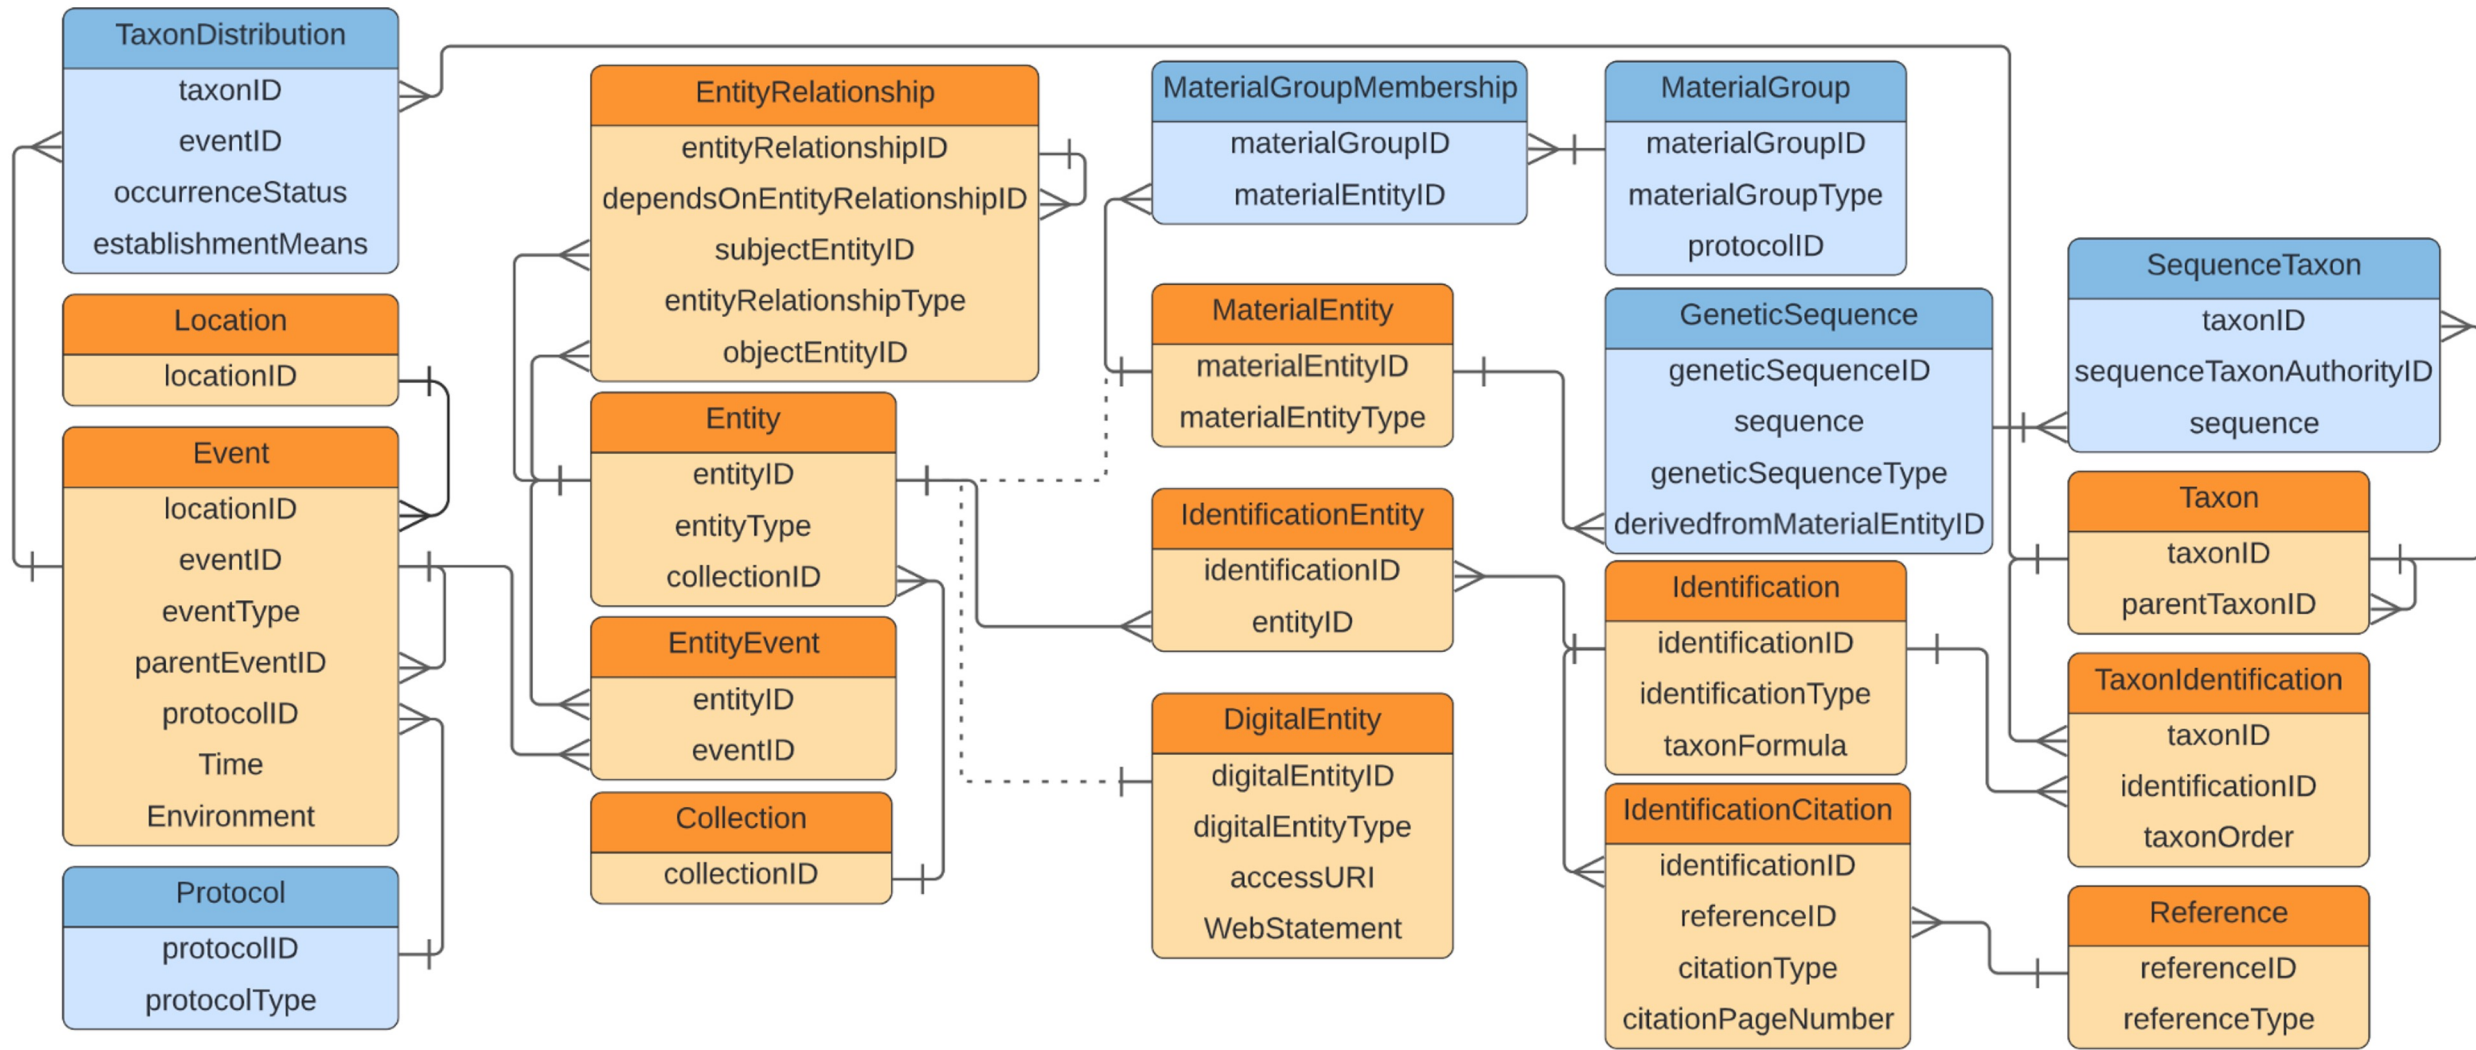 TaxonDistribution
taxonID
eventID
occurrenceStatus
establishmentMeans
Location
locationID
Event
locationID
eventID
eventType
parentEventID
protocolID
Time
Environment
Protocol
protocolID
protocolType
EntityRelationship
entityRelationshipID
dependsOnEntityRelationshipID
subjectEntityID
entityRelationshipType
objectEntityID
Entity
entityID
entityType
collectionID
EntityEvent
entityID
eventID
Collection
collectionID
MaterialGroupMembership
materialGroupID
materialEntityID
MaterialEntity
materialEntityID
materialEntityType
IdentificationEntity
identificationID
entityID
DigitalEntity
digitalEntityID
digitalEntityType
accessURI
WebStatement
MaterialGroup
materialGroupID
materialGroupType
protocolID
GeneticSequence
geneticSequenceID
sequence
geneticSequenceType
derivedfromMaterialEntityID
Identification
identificationID
identificationType
taxonFormula
IdentificationCitation
identificationID
referenceID
citationType
citationPageNumber
SequenceTaxon
taxonID
sequenceTaxonAuthorityID
sequence
Taxon
taxonID
parentTaxonID
TaxonIdentification
taxonID
identificationID
taxonOrder
Reference
referenceID
referenceType